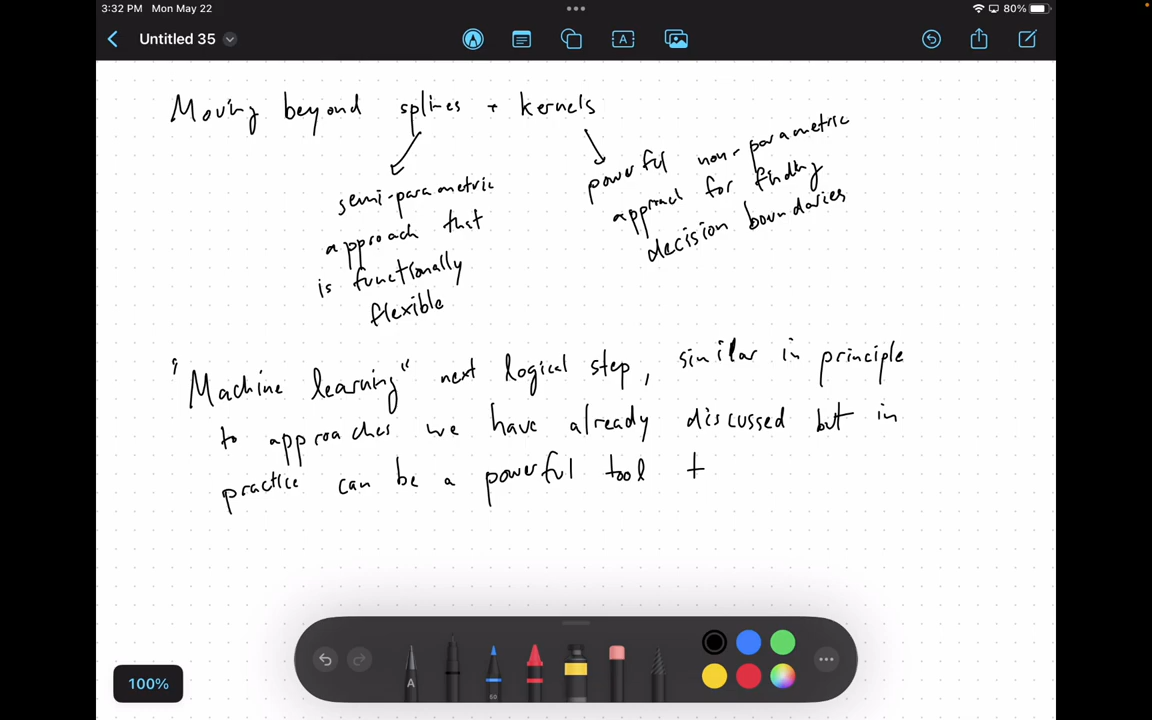 3:32 PM Mon May 22
80%
Untitled 35
A
Moving beyond splines + kernels
semi-parametric
approach that
is functionally
flexible
powerful non-parametric
approach for finding
decision boundaries
"Machine learning" next logical step, similar in principle
to approaches we have already discussed but in
practice can be a powerful tool t
A
50
100%